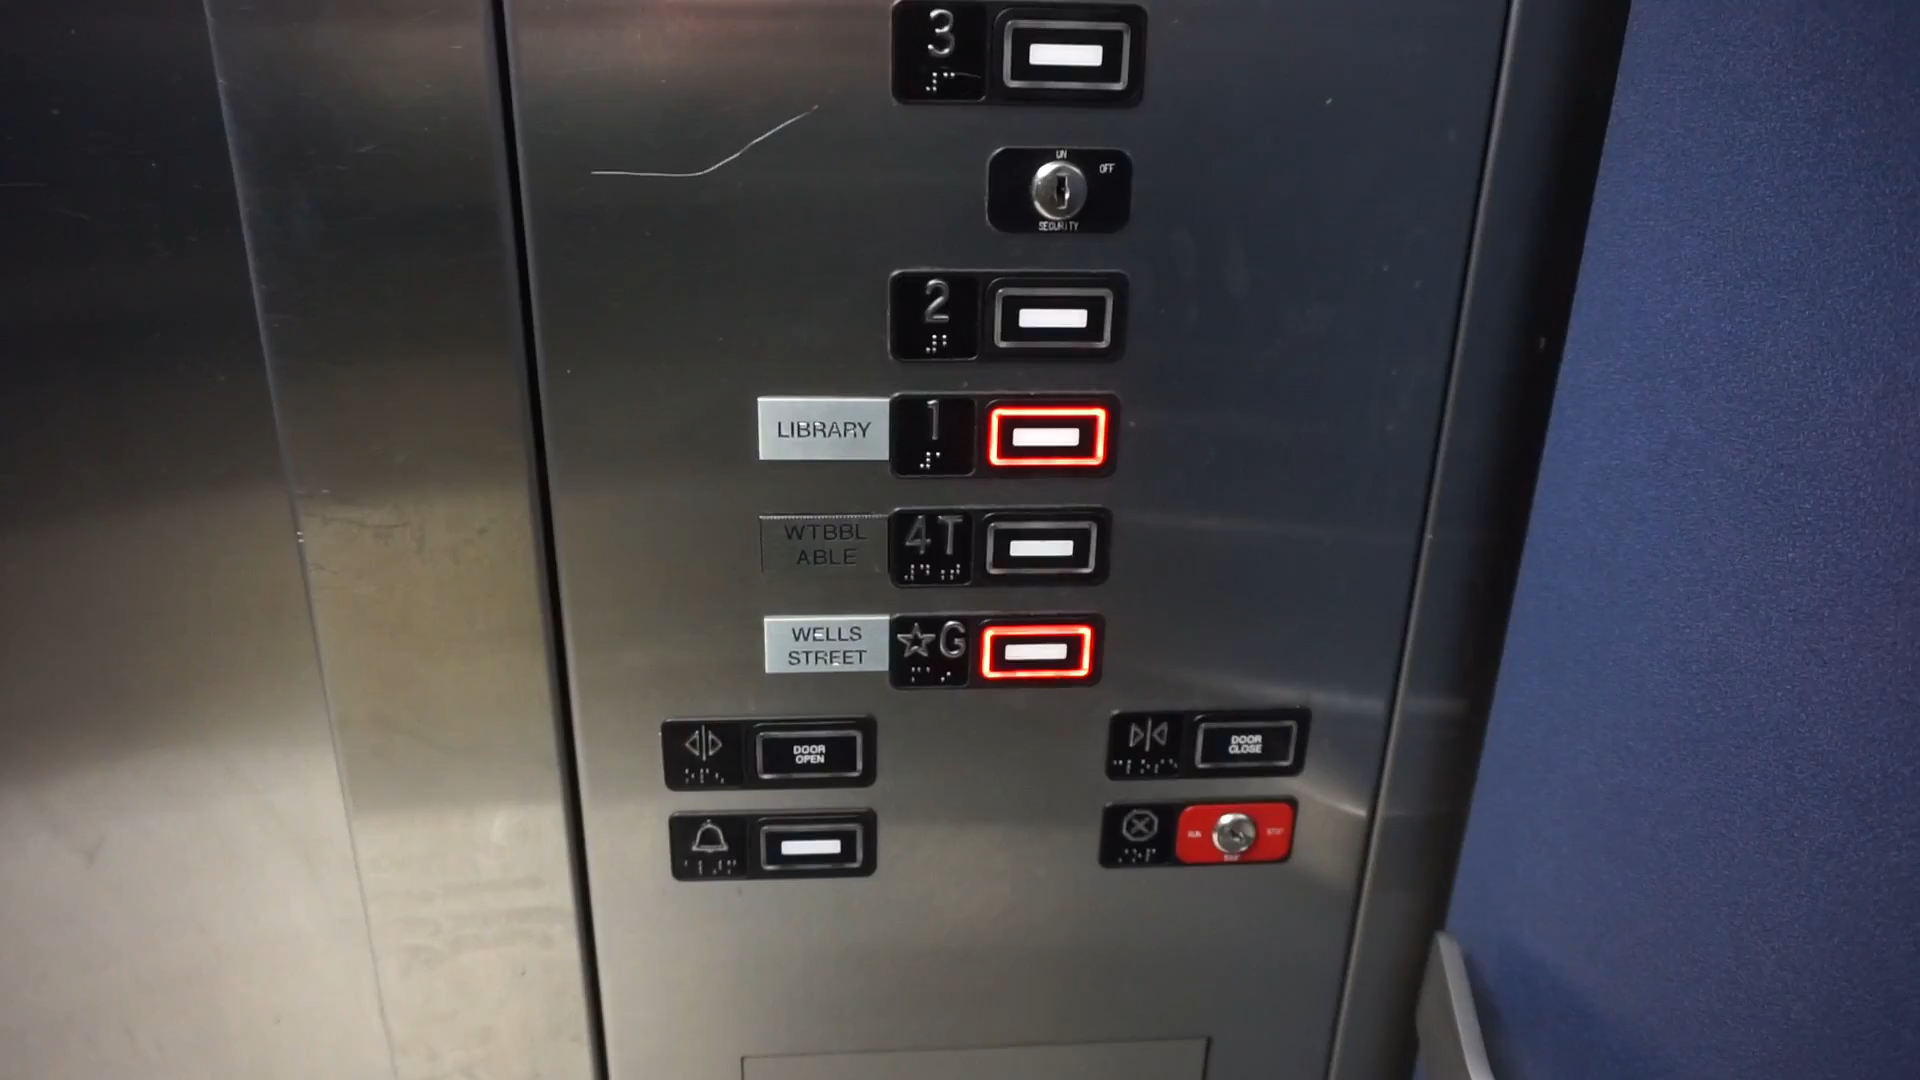 3
ON
OFF
SECURITY
2
LIBRARY
1
WTBBL
ABLE
4T
WELLS
STREET
☆G
DOOR
OPEN
DOOR
CLOSE
RUN
STOP